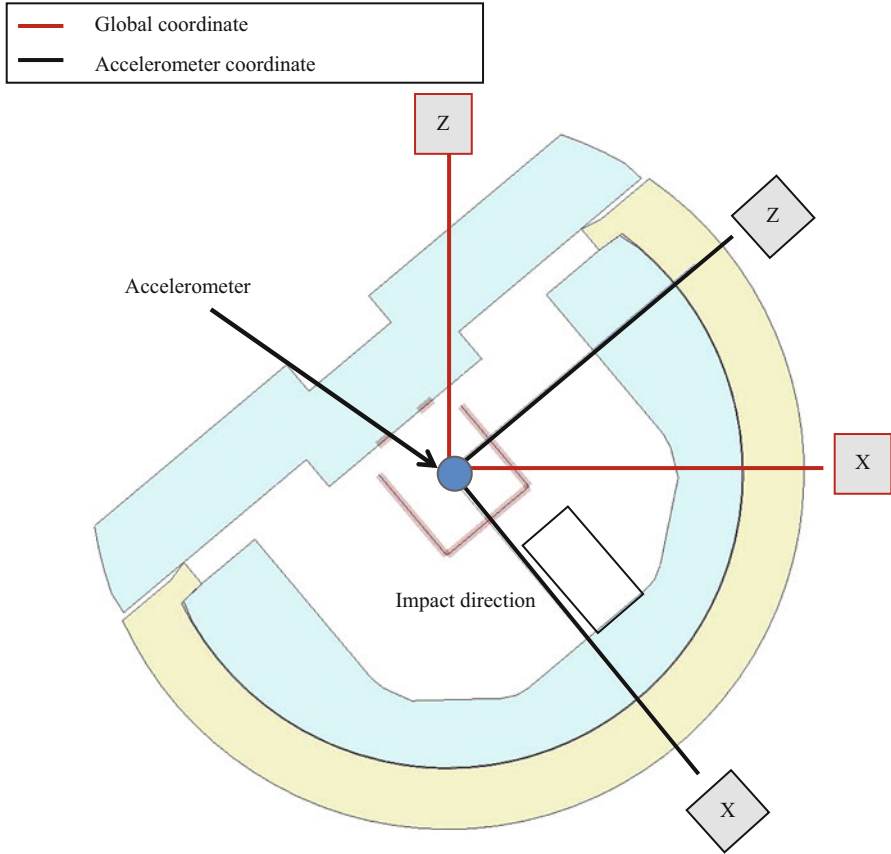 Global coordinate
Accelerometer coordinate
Z
Z
Accelerometer
X
Impact direction
X